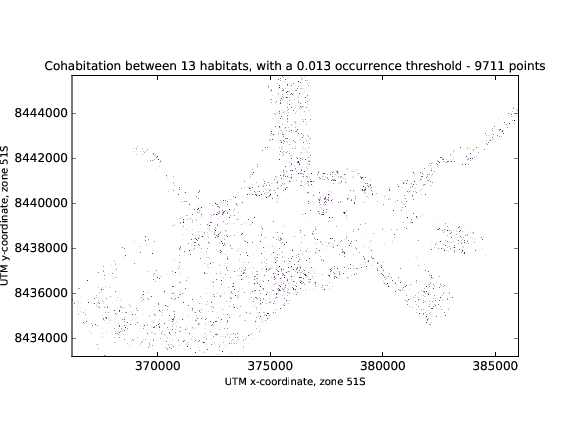 Cohabitation between 13 habitats, with a 0.013 occurrence threshold - 9711 points
8444000
8442000
8440000
8438000
8436000
8434000
UTM y-coordinate, zone 51S
370000 375000 380000 385000
UTM x-coordinate, zone 51S